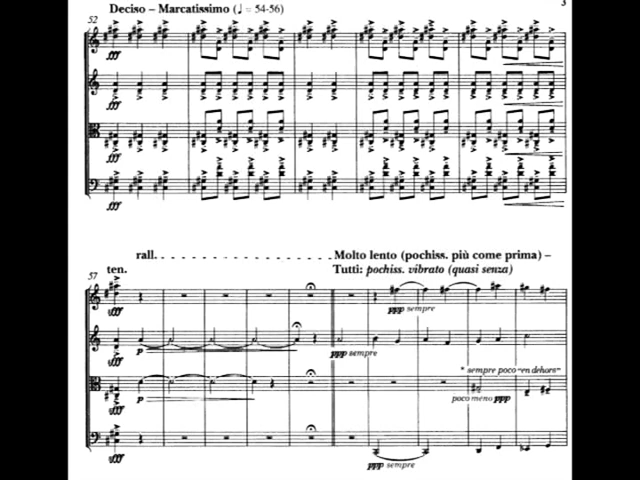 3
Deciso – Marcatissimo (♩ = 54-56)
52
fff
fff
fff
fff
rall. Molto lento (pochiss. più come prima) –
ten. Tutti: pochiss. vibrato (quasi senza)
57
fff
ppp sempre
fff p ppp sempre
* sempre poco "en dehors"
fff p poco meno ppp
fff
ppp sempre